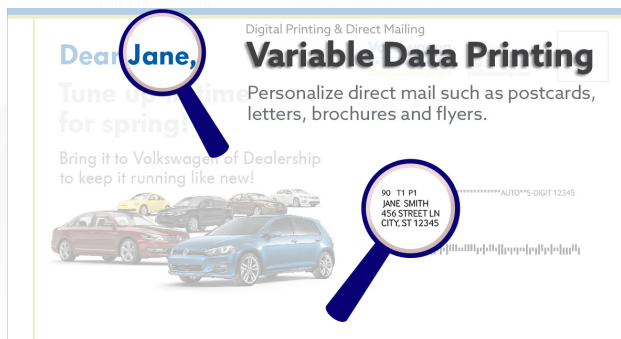 Digital Printing & Direct Mailing
Variable Data Printing
Personalize direct mail such as postcards,
letters, brochures and flyers.
Dear Jane,
Tune up in time
for spring!
Bring it to Volkswagen of Dealership
to keep it running like new!
90 T1 P1
**************AUTO**5-DIGIT 12345
JANE SMITH
456 STREET LN
CITY, ST 12345